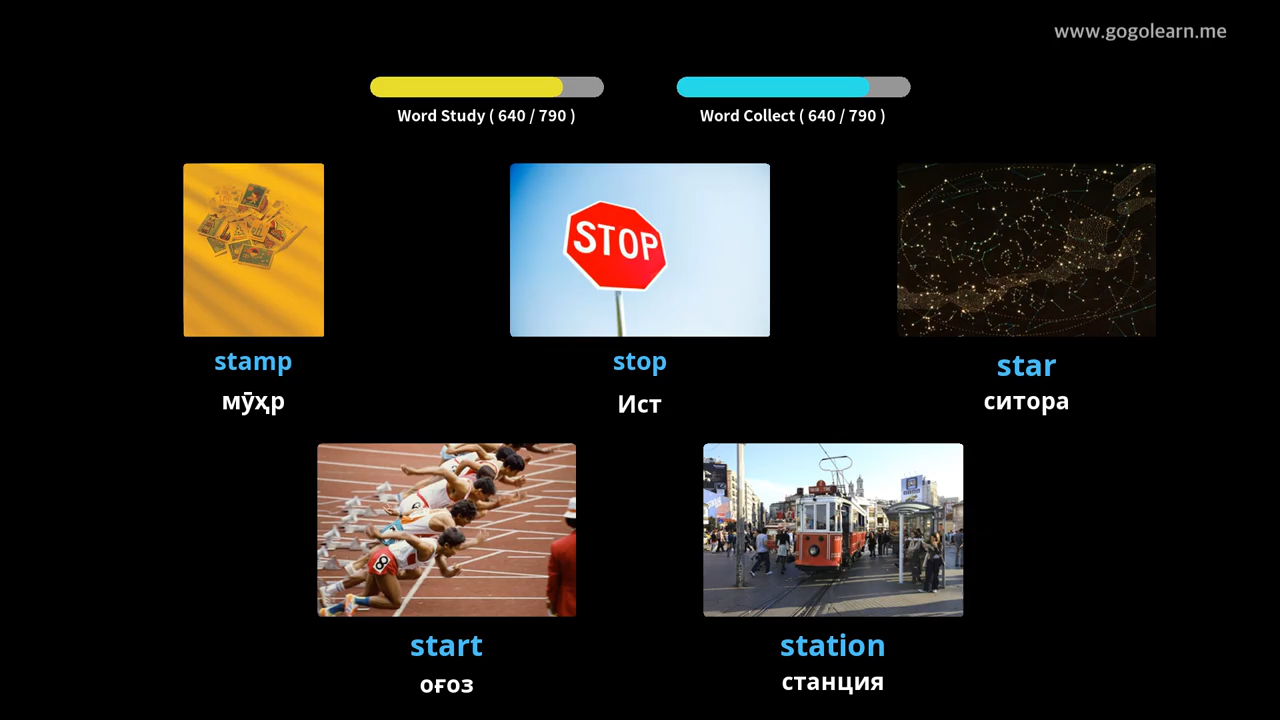 www.gogolearn.me
Word Study ( 640 / 790 )
Word Collect ( 640 / 790 )
STOP
stamp
stop
star
мӯҳр
Ист
ситора
8
start
station
оғоз
станция